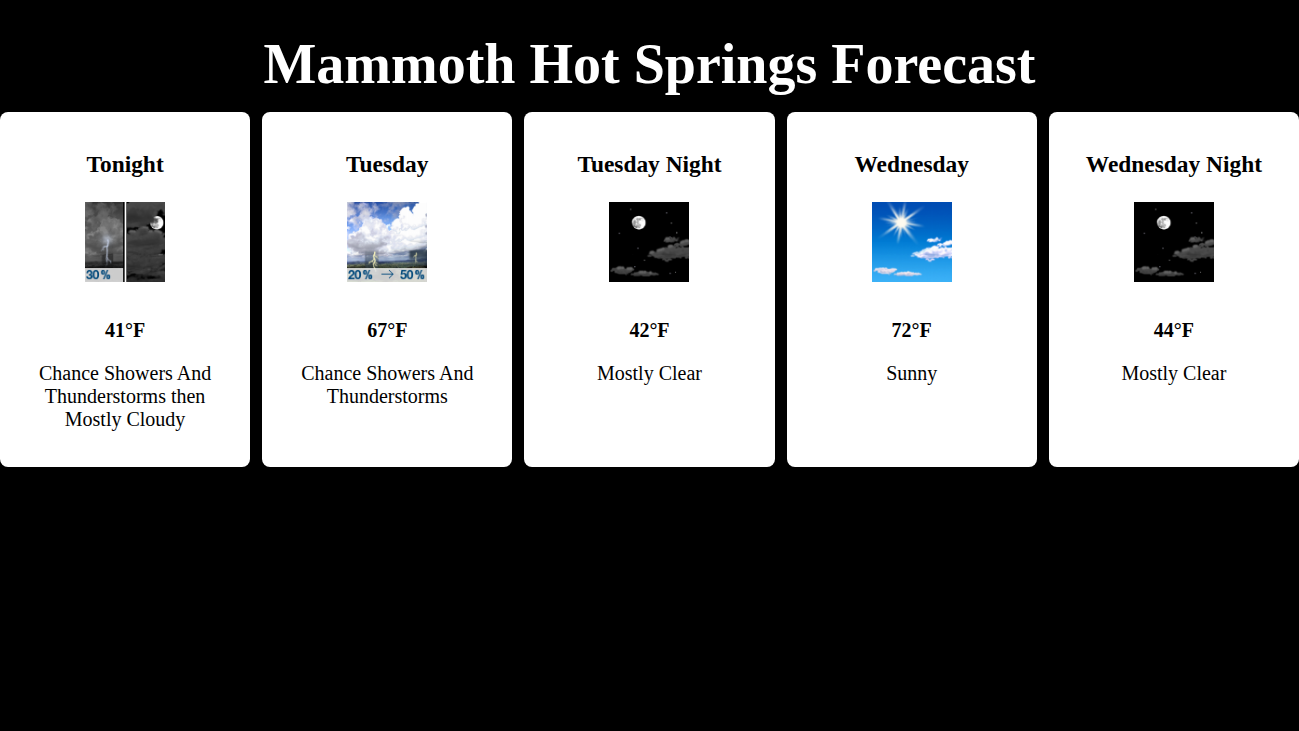 Mammoth Hot Springs Forecast
Tonight
30%
41°F
Chance Showers And
Thunderstorms then
Mostly Cloudy
Tuesday
20% → 50%
67°F
Chance Showers And
Thunderstorms
Tuesday Night
42°F
Mostly Clear
Wednesday
72°F
Sunny
Wednesday Night
44°F
Mostly Clear